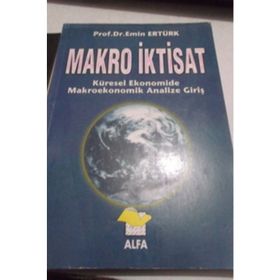 Prof.Dr.Emin ERTÜRK
MAKRO İKTİSAT
Küresel Ekonomide
Makroekonomik Analize Giriş
ALFA